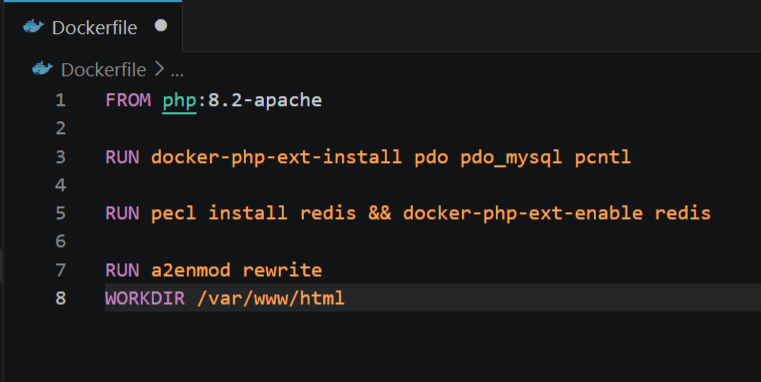 Dockerfile
Dockerfile > ...
1 FROM php:8.2-apache
2
3 RUN docker-php-ext-install pdo pdo_mysql pcntl
4
5 RUN pecl install redis && docker-php-ext-enable redis
6
7 RUN a2enmod rewrite
8 WORKDIR /var/www/html